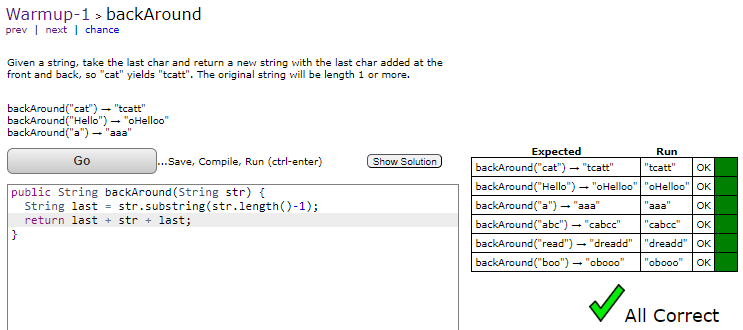 Warmup-1 > backAround
prev | next | chance
Given a string, take the last char and return a new string with the last char added at the
front and back, so "cat" yields "tcatt". The original string will be length 1 or more.
backAround("cat") → "tcatt"
backAround("Hello") → "oHelloo"
backAround("a") → "aaa"
Go ...Save, Compile, Run (ctrl-enter) Show Solution
public String backAround(String str) {
  String last = str.substring(str.length()-1);
  return last + str + last;
}
Expected Run
backAround("cat") → "tcatt" "tcatt" OK
backAround("Hello") → "oHelloo" "oHelloo" OK
backAround("a") → "aaa" "aaa" OK
backAround("abc") → "cabcc" "cabcc" OK
backAround("read") → "dreadd" "dreadd" OK
backAround("boo") → "obooo" "obooo" OK
All Correct